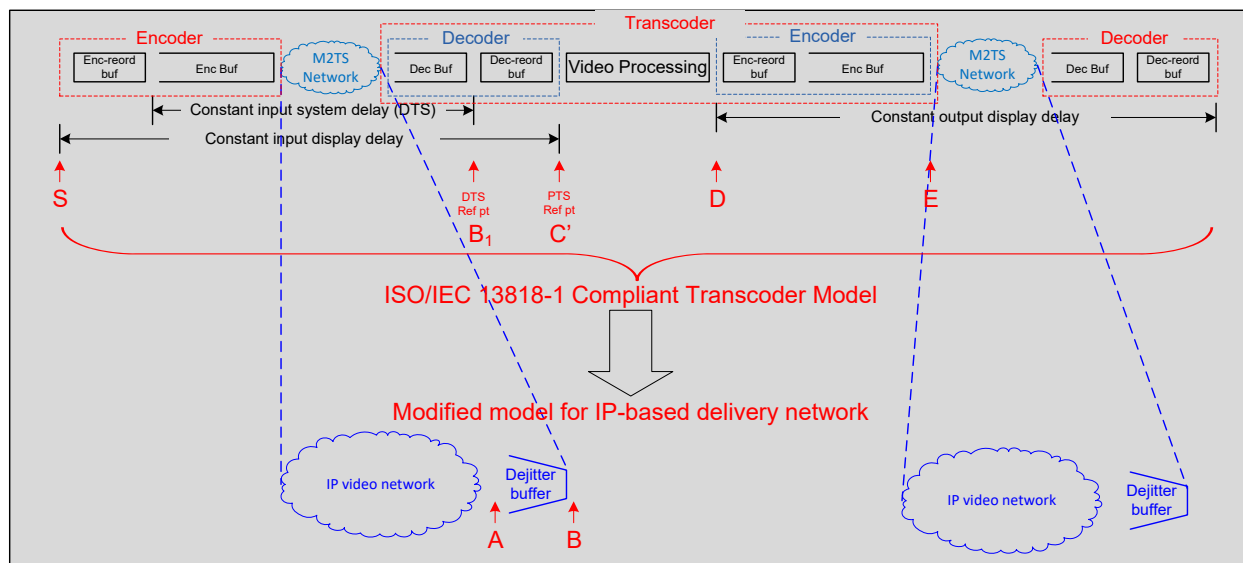 Transcoder
Encoder
Decoder
Encoder
Decoder
M2TS
Network
M2TS
Network
Enc-reord
buf
Enc Buf
Dec Buf
Dec-reord
buf
Video Processing
Enc-reord
buf
Enc Buf
Dec Buf
Dec-reord
buf
Constant input system delay (DTS)
Constant output display delay
Constant input display delay
S
DTS
Ref pt
B1
PTS
Ref pt
C'
D
E
ISO/IEC 13818-1 Compliant Transcoder Model
Modified model for IP-based delivery network
IP video network
Dejitter
buffer
A
B
IP video network
Dejitter
buffer